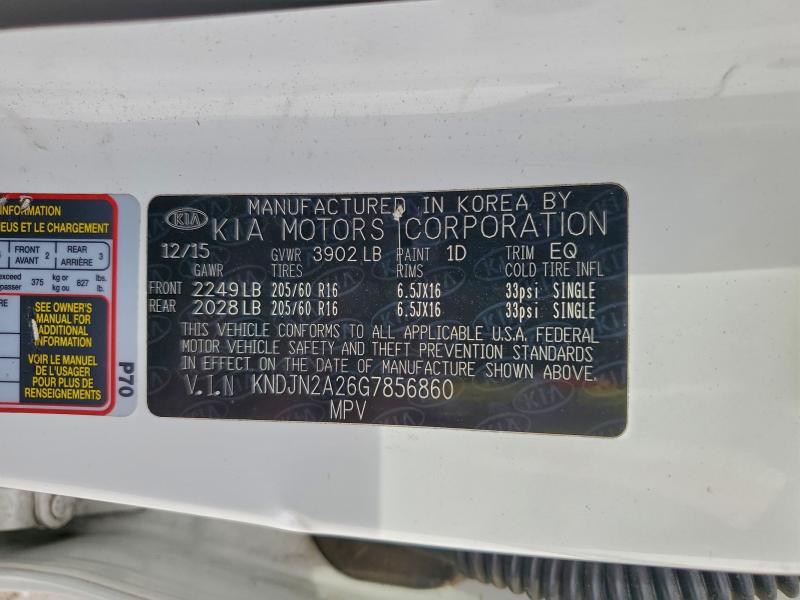 INFORMATION
NEUS ET LE CHARGEMENT
FRONT 2 REAR 3
AVANT ARRIÈRE
exceed 375 kg or 827 lbs.
passer kg ou lb.
SEE OWNER'S
MANUAL FOR
ADDITIONAL
INFORMATION
VOIR LE MANUEL
DE L'USAGER
POUR PLUS DE
RENSEIGNEMENTS
P70
MANUFACTURED IN KOREA BY
KIA KIA MOTORS CORPORATION
12/15 GVWR 3902 LB PAINT 1D TRIM EQ
GAWR TIRES RIMS COLD TIRE INFL
FRONT 2249LB 205/60 R16 6.5JX16 33psi SINGLE
REAR 2028LB 205/60 R16 6.5JX16 33psi SINGLE
THIS VEHICLE CONFORMS TO ALL APPLICABLE U.S.A. FEDERAL
MOTOR VEHICLE SAFETY AND THEFT PREVENTION STANDARDS
IN EFFECT ON THE DATE OF MANUFACTURE SHOWN ABOVE.
V.I.N KNDJN2A26G7856860
MPV